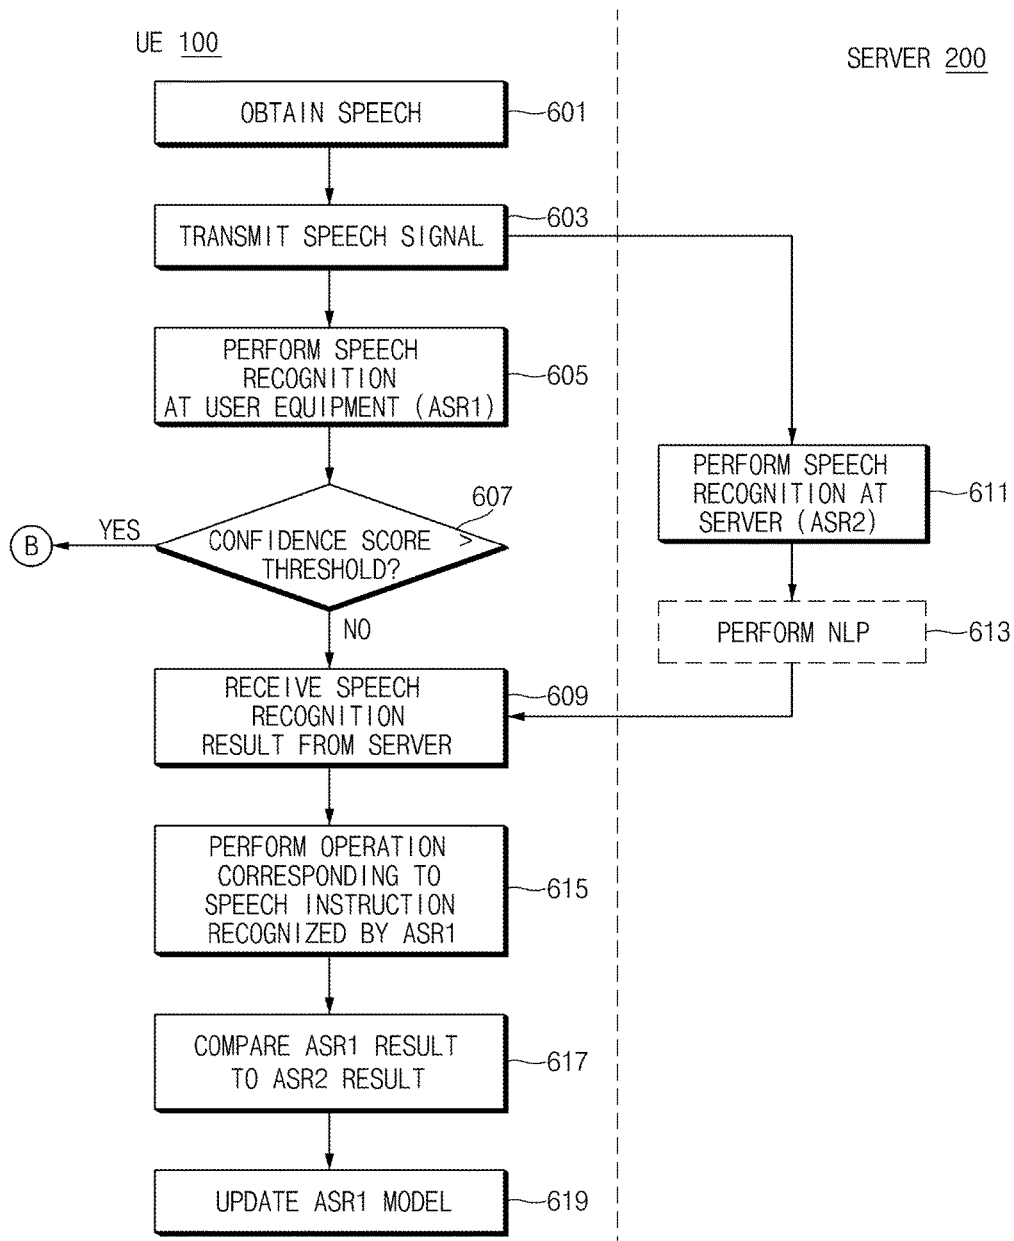 UE 100
SERVER 200
OBTAIN SPEECH
601
TRANSMIT SPEECH SIGNAL
603
PERFORM SPEECH
RECOGNITION
AT USER EQUIPMENT (ASR1)
605
607
CONFIDENCE SCORE >
THRESHOLD?
YES
B
NO
PERFORM SPEECH
RECOGNITION AT
SERVER (ASR2)
611
PERFORM NLP
613
RECEIVE SPEECH
RECOGNITION
RESULT FROM SERVER
609
PERFORM OPERATION
CORRESPONDING TO
SPEECH INSTRUCTION
RECOGNIZED BY ASR1
615
COMPARE ASR1 RESULT
TO ASR2 RESULT
617
UPDATE ASR1 MODEL
619